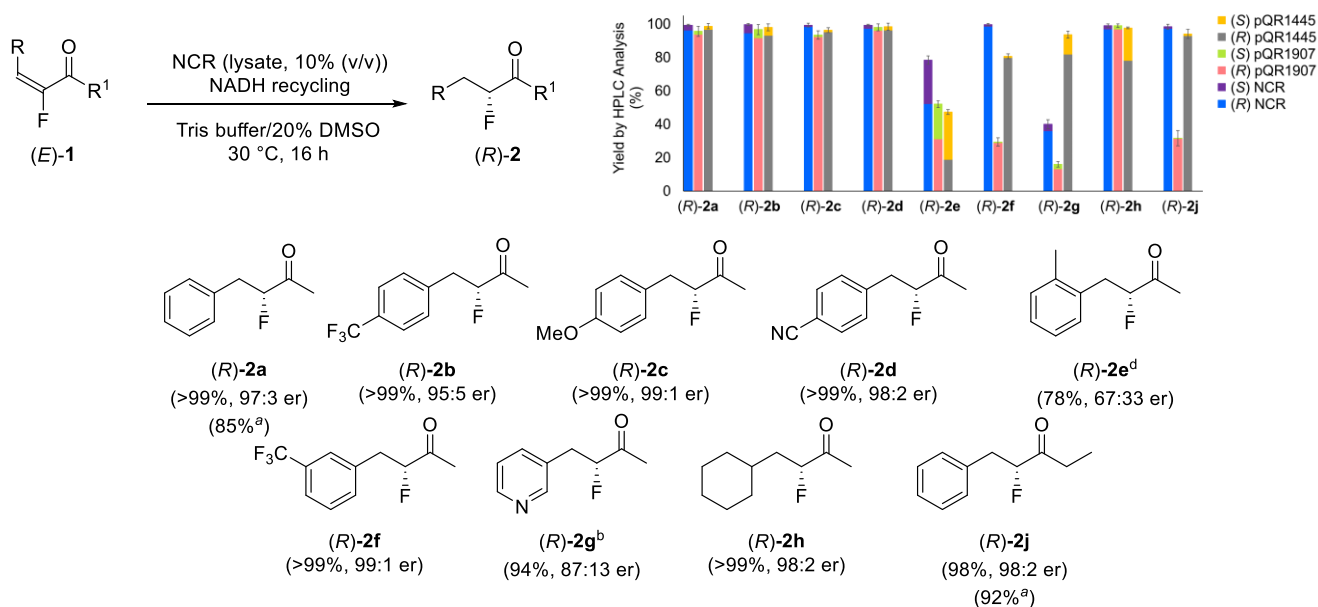 R
O
R¹
F
(E)-1
NCR (lysate, 10% (v/v))
NADH recycling
Tris buffer/20% DMSO
30 °C, 16 h
R
O
R¹
F
(R)-2
Yield by HPLC Analysis
(%)
100
80
60
40
20
0
(R)-2a (R)-2b (R)-2c (R)-2d (R)-2e (R)-2f (R)-2g (R)-2h (R)-2j
(S) pQR1445
(R) pQR1445
(S) pQR1907
(R) pQR1907
(S) NCR
(R) NCR
O
F
(R)-2a
(>99%, 97:3 er)
(85%ᵃ)
O
F
F₃C
(R)-2b
(>99%, 95:5 er)
O
F
MeO
(R)-2c
(>99%, 99:1 er)
O
F
NC
(R)-2d
(>99%, 98:2 er)
O
F
(R)-2eᵈ
(78%, 67:33 er)
F₃C
O
F
(R)-2f
(>99%, 99:1 er)
O
F
N
(R)-2gᵇ
(94%, 87:13 er)
O
F
(R)-2h
(>99%, 98:2 er)
O
F
(R)-2j
(98%, 98:2 er)
(92%ᵃ)